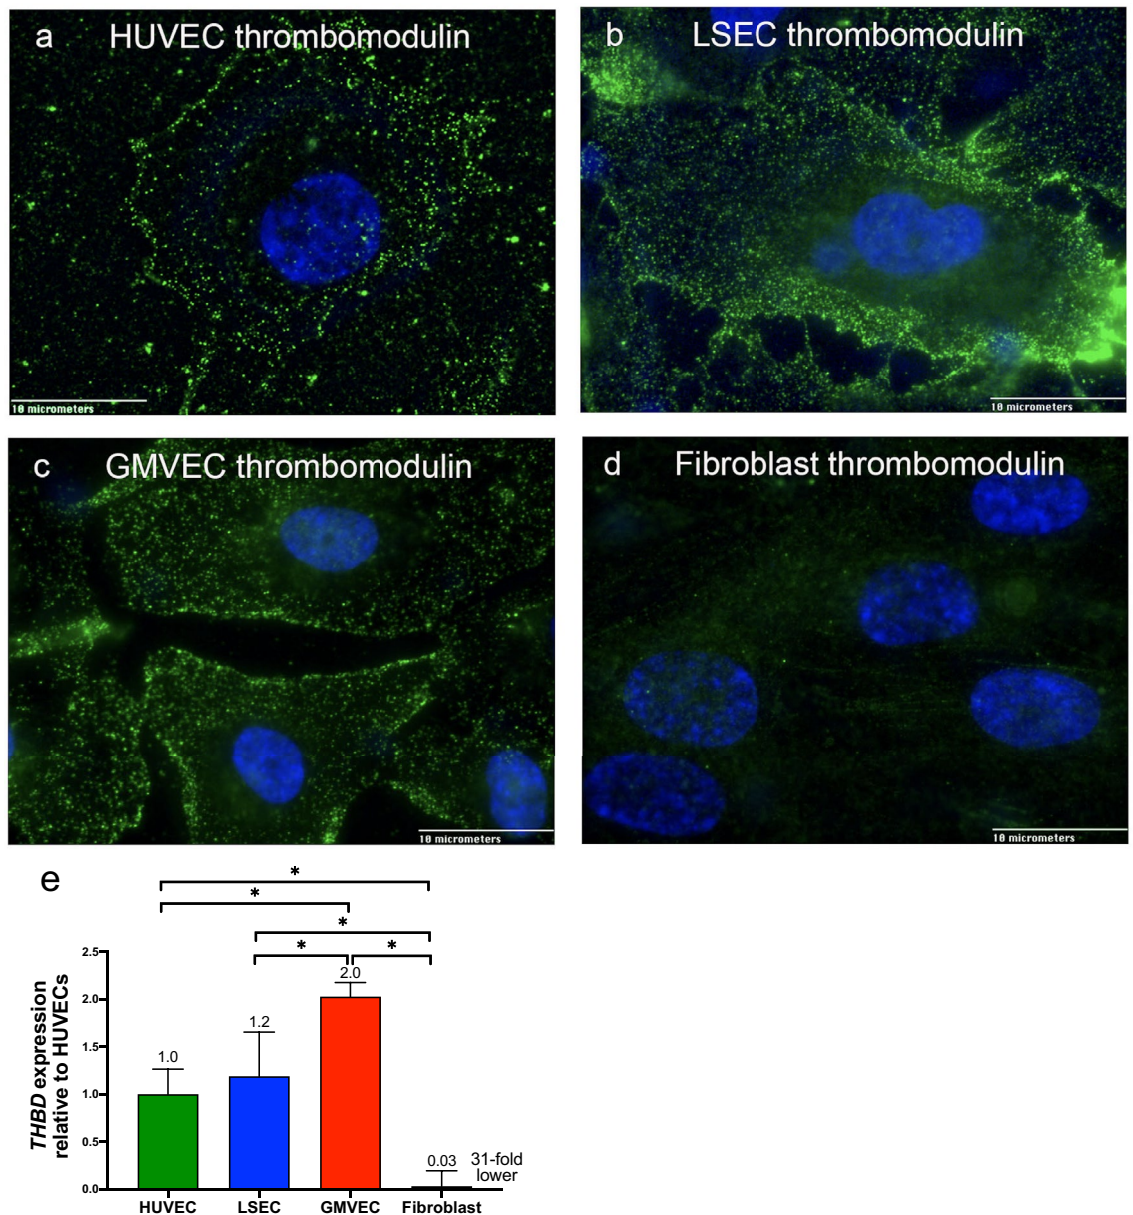 a HUVEC thrombomodulin
10 micrometers
b LSEC thrombomodulin
10 micrometers
c GMVEC thrombomodulin
10 micrometers
d Fibroblast thrombomodulin
10 micrometers
e
*
*
*
* *
THBD expression
relative to HUVECs
2.5
2.0
1.5
1.0
0.5
0.0
1.0
1.2
2.0
0.03
31-fold
lower
HUVEC LSEC GMVEC Fibroblast